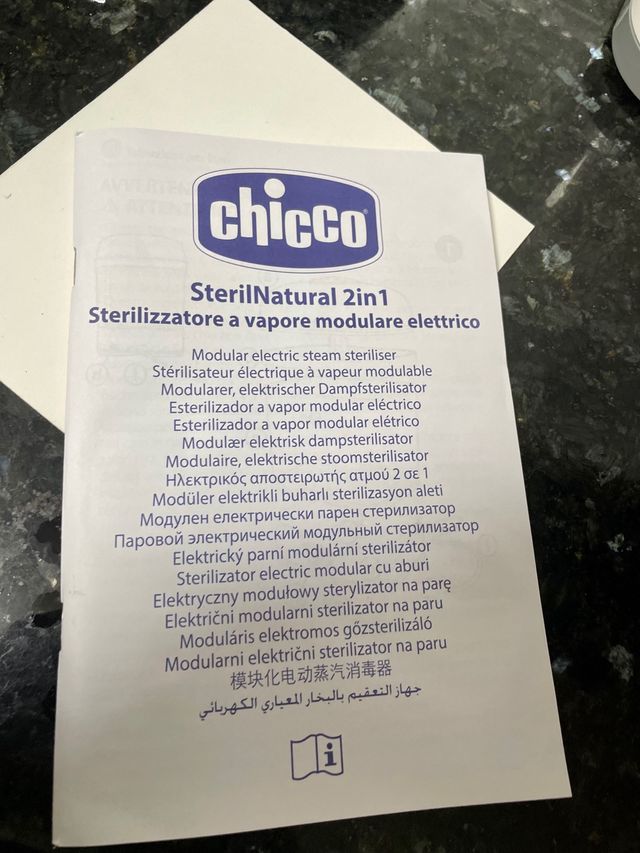 chicco
SterilNatural 2in1
Sterilizzatore a vapore modulare elettrico
Modular electric steam steriliser
Stérilisateur électrique à vapeur modulable
Modularer, elektrischer Dampfsterilisator
Esterilizador a vapor modular eléctrico
Esterilizador a vapor modular elétrico
Modulær elektrisk dampsterilisator
Modulaire, elektrische stoomsterilisator
Ηλεκτρικός αποστειρωτής ατμού 2 σε 1
Modüler elektrikli buharlı sterilizasyon aleti
Модулен електрически парен стерилизатор
Паровой электрический модульный стерилизатор
Elektrický parní modulární sterilizátor
Sterilizator electric modular cu aburi
Elektryczny modułowy sterylizator na parę
Električni modularni sterilizator na paru
Moduláris elektromos gőzsterilizáló
Modularni električni sterilizator na paru
模块化电动蒸汽消毒器
جهاز التعقيم بالبخار المعياري الكهربائي
i